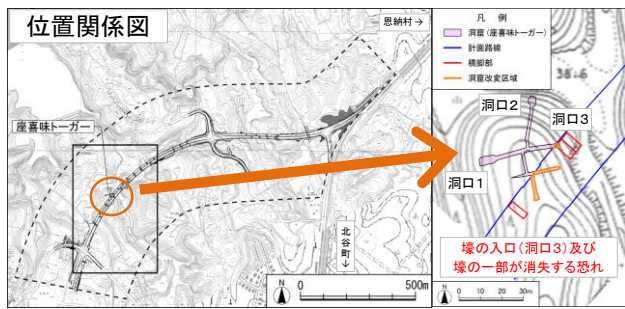 位置関係図
恩納村→
座喜味トーガー
北谷町↓
N
0 500m
凡 例
洞窟(座喜味トーガー)
計画路線
橋脚部
洞窟改変区域
38.6
洞口2
洞口3
洞口1
壕の入口(洞口3)及び
壕の一部が消失する恐れ
N
0 10 20 30m